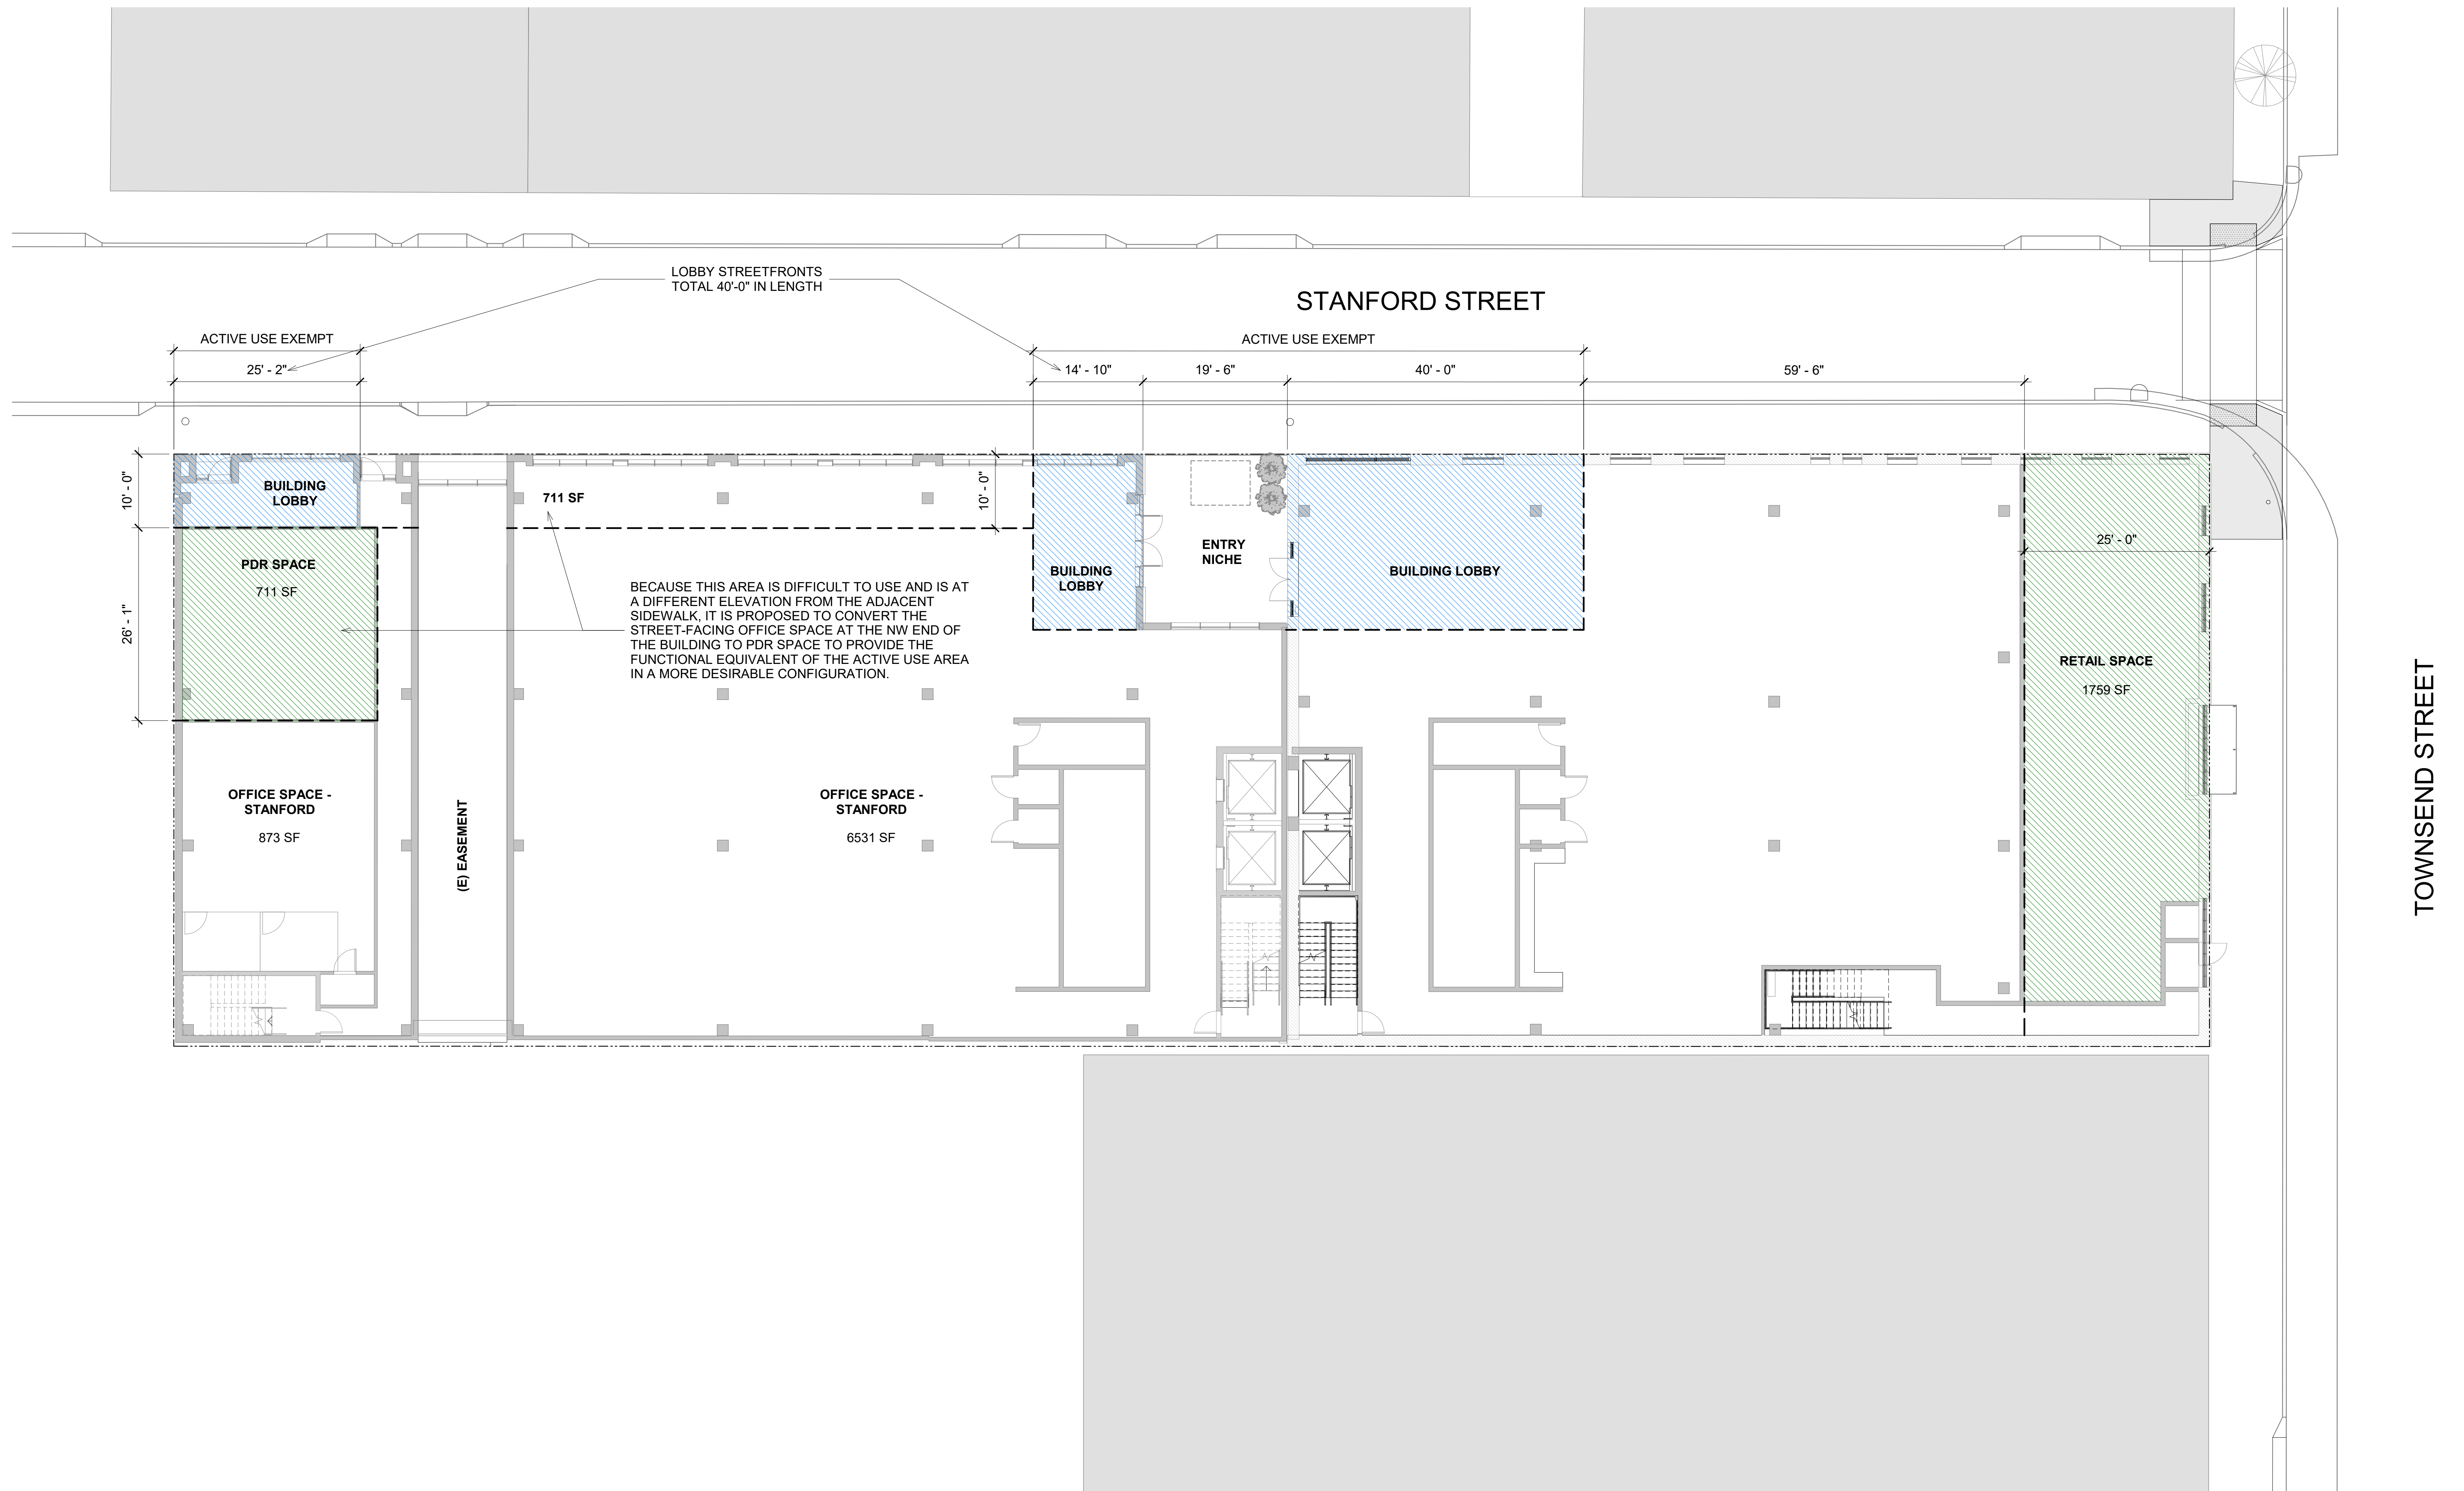 LOBBY STREETFRONTS
TOTAL 40'-0" IN LENGTH
STANFORD STREET
ACTIVE USE EXEMPT
ACTIVE USE EXEMPT
25' - 2"
14' - 10"
19' - 6"
40' - 0"
59' - 6"
10' - 0"
BUILDING
LOBBY
711 SF
10' - 0"
25' - 0"
ENTRY
NICHE
PDR SPACE
711 SF
26' - 1"
BECAUSE THIS AREA IS DIFFICULT TO USE AND IS AT
A DIFFERENT ELEVATION FROM THE ADJACENT
SIDEWALK, IT IS PROPOSED TO CONVERT THE
STREET-FACING OFFICE SPACE AT THE NW END OF
THE BUILDING TO PDR SPACE TO PROVIDE THE
FUNCTIONAL EQUIVALENT OF THE ACTIVE USE AREA
IN A MORE DESIRABLE CONFIGURATION.
BUILDING
LOBBY
BUILDING LOBBY
RETAIL SPACE
1759 SF
TOWNSEND STREET
OFFICE SPACE -
STANFORD
873 SF
(E) EASEMENT
OFFICE SPACE -
STANFORD
6531 SF